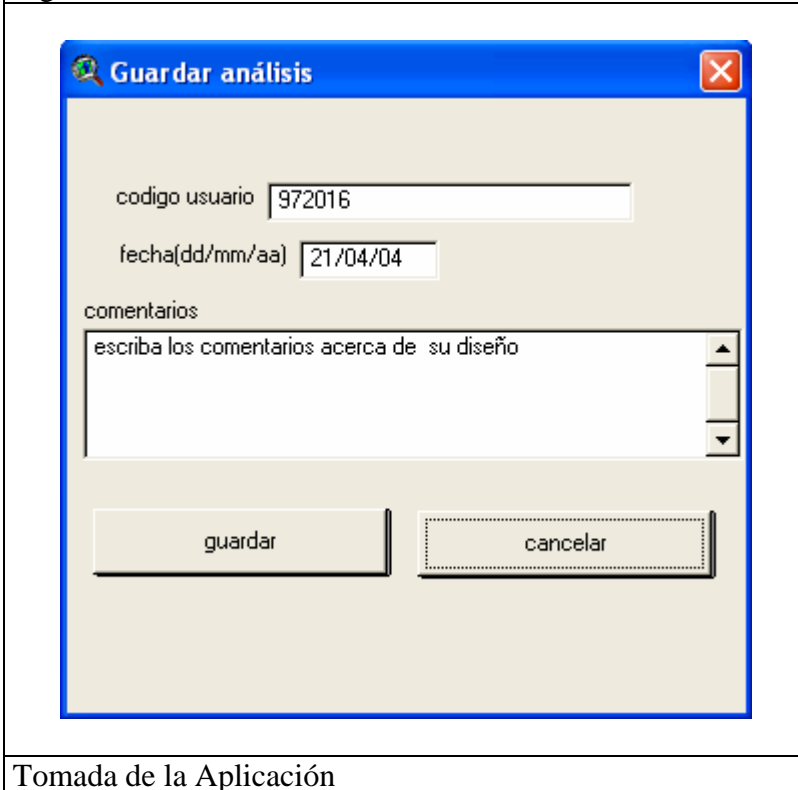 Guardar análisis
codigo usuario 972016
fecha(dd/mm/aa) 21/04/04
comentarios
escriba los comentarios acerca de su diseño
guardar cancelar
Tomada de la Aplicación